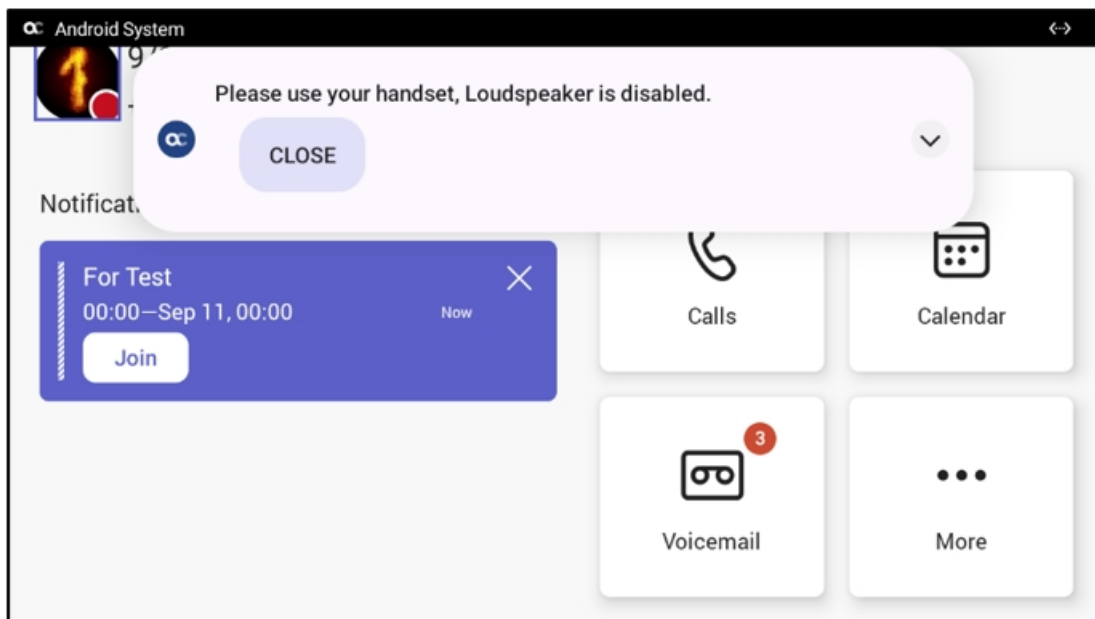 Android System
Please use your handset, Loudspeaker is disabled.
CLOSE
For Test
00:00—Sep 11, 00:00
Now
Join
Calls
Calendar
3
Voicemail
More